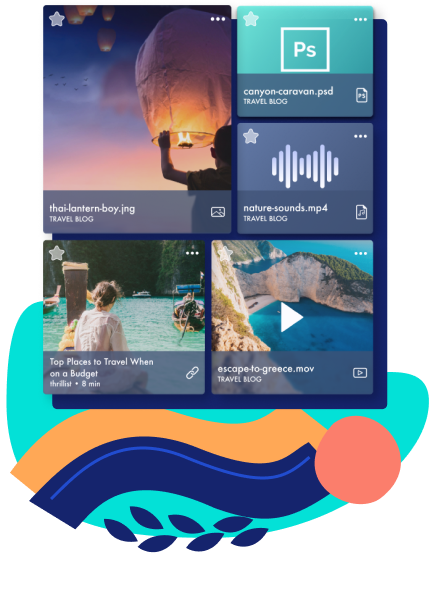 Ps
canyon-caravan.psd
TRAVEL BLOG
PS
thai-lantern-boy.jng
TRAVEL BLOG
nature-sounds.mp4
TRAVEL BLOG
Top Places to Travel When
on a Budget
thrillist • 8 min
escape-to-greece.mov
TRAVEL BLOG